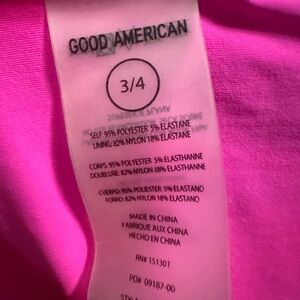 GOOD AMERICAN
3/4
SELF: 95% POLYESTER 5% ELASTANE
LINING: 82% NYLON 18% ELASTANE
CORPS: 95% POLYESTER 5% ELASTHANNE
DOUBLURE: 82% NYLON 18% ELASTHANNE
CUERPO: 95% POLIESTER 5% ELASTANO
FORRO: 82% NYLON 18% ELASTANO
MADE IN CHINA
FABRIQUE AUX CHINA
HECHO EN CHINA
RN# 151301
PO# 09187-00